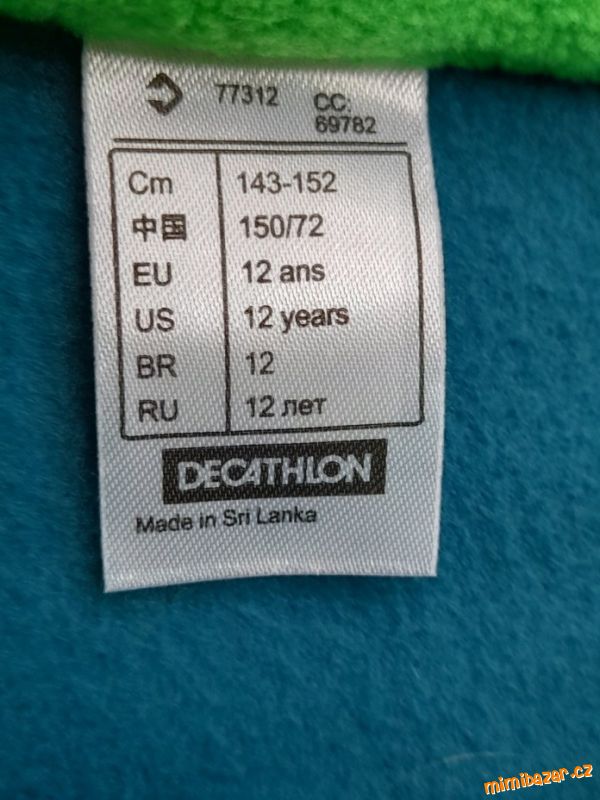 77312 CC:
69782
Cm 143-152
中国 150/72
EU 12 ans
US 12 years
BR 12
RU 12 лет
DECATHLON
Made in Sri Lanka
mimibazar.cz